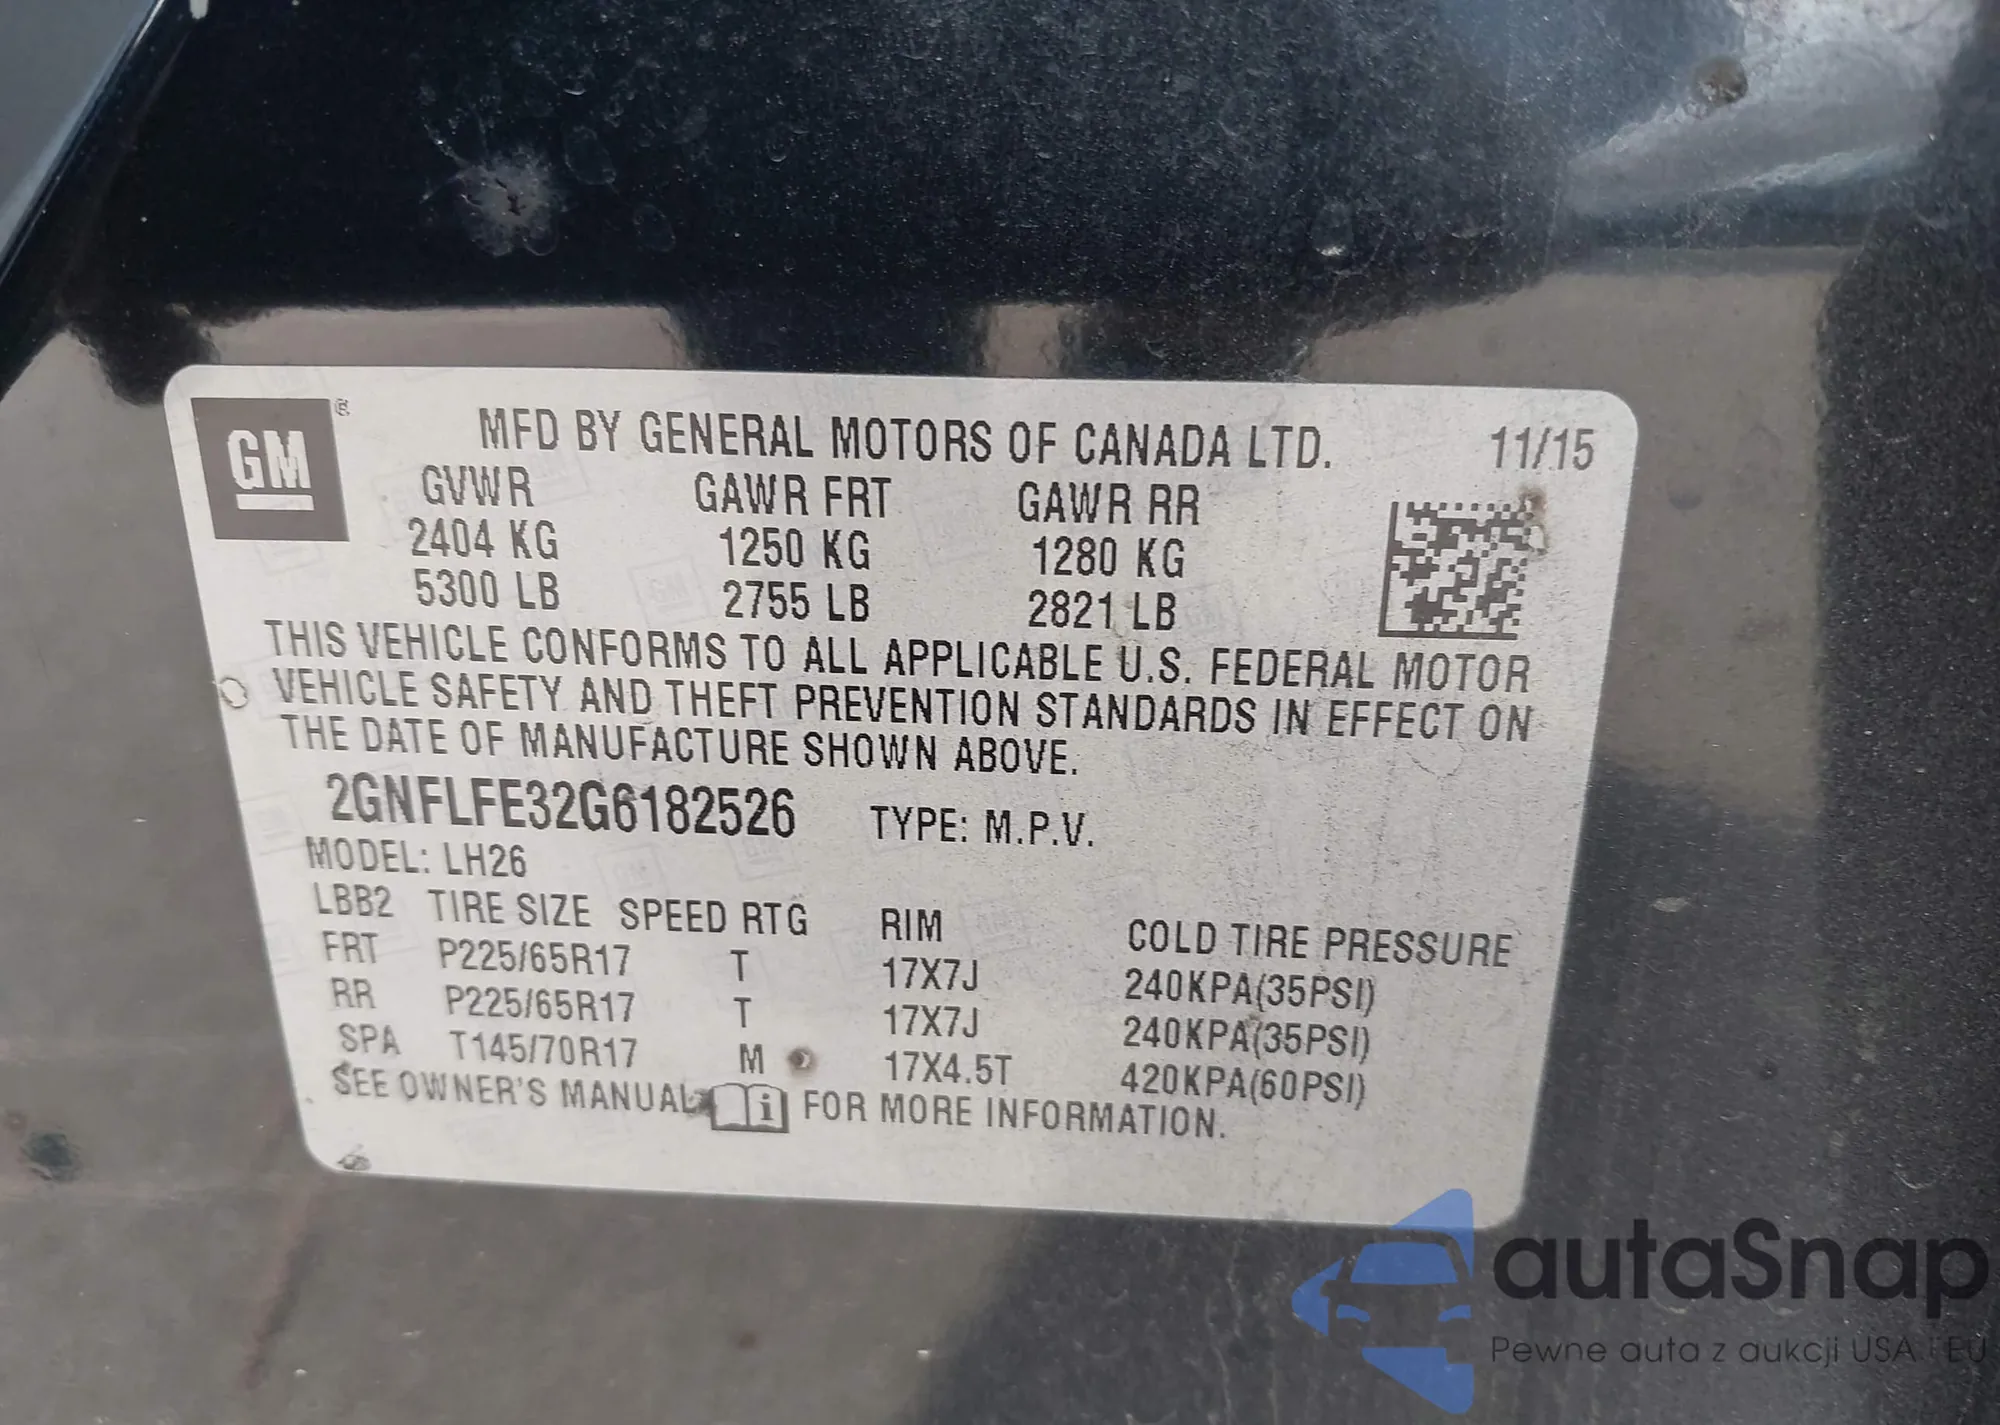 GM ® MFD BY GENERAL MOTORS OF CANADA LTD. 11/15
GVWR GAWR FRT GAWR RR
2404 KG 1250 KG 1280 KG
5300 LB 2755 LB 2821 LB
THIS VEHICLE CONFORMS TO ALL APPLICABLE U.S. FEDERAL MOTOR
VEHICLE SAFETY AND THEFT PREVENTION STANDARDS IN EFFECT ON
THE DATE OF MANUFACTURE SHOWN ABOVE.
2GNFLFE32G6182526 TYPE: M.P.V.
MODEL: LH26
LBB2 TIRE SIZE SPEED RTG RIM COLD TIRE PRESSURE
FRT P225/65R17 T 17X7J 240KPA(35PSI)
RR P225/65R17 T 17X7J 240KPA(35PSI)
SPA T145/70R17 M 17X4.5T 420KPA(60PSI)
SEE OWNER'S MANUAL i FOR MORE INFORMATION.
autaSnap
Pewne auta z aukcji USA i EU